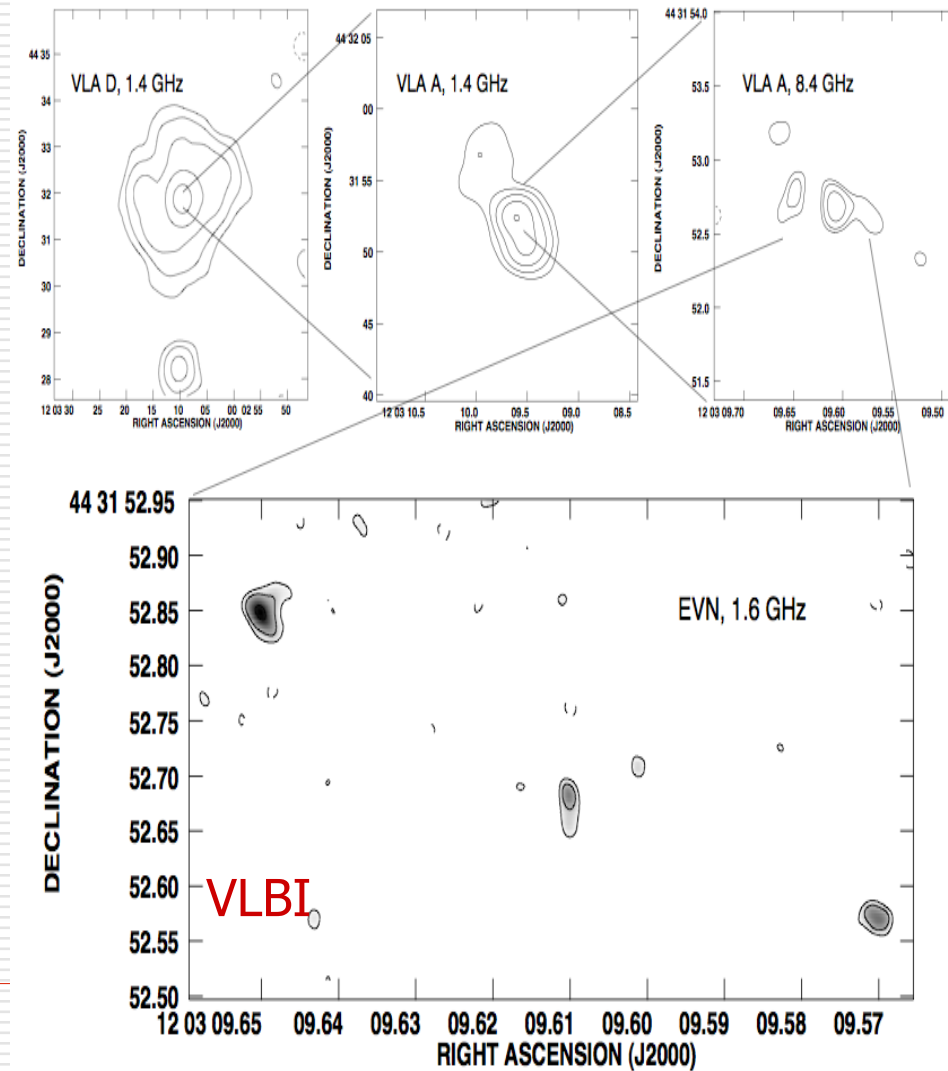 VLA D, 1.4 GHz
44 35
34
33
32
31
30
29
28
DECLINATION (J2000)
12 03 30 25 20 15 10 05 00 02 55 50
RIGHT ASCENSION (J2000)
VLA A, 1.4 GHz
44 32 05
00
31 55
50
45
40
DECLINATION (J2000)
12 03 10.5 10.0 09.5 09.0 08.5
RIGHT ASCENSION (J2000)
VLA A, 8.4 GHz
44 31 54.0
53.5
53.0
52.5
52.0
51.5
DECLINATION (J2000)
12 03 09.70 09.65 09.60 09.55 09.50
RIGHT ASCENSION (J2000)
EVN, 1.6 GHz
44 31 52.95
52.90
52.85
52.80
52.75
52.70
52.65
52.60
52.55
52.50
DECLINATION (J2000)
VLBI
12 03 09.65 09.64 09.63 09.62 09.61 09.60 09.59 09.58 09.57
RIGHT ASCENSION (J2000)